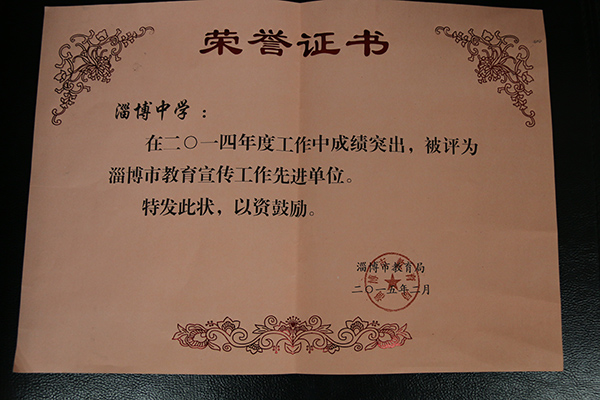 荣誉证书
淄博中学：
在二〇一四年度工作中成绩突出，被评为
淄博市教育宣传工作先进单位。
特发此状，以资鼓励。
淄博市教育局
二〇一五年二月